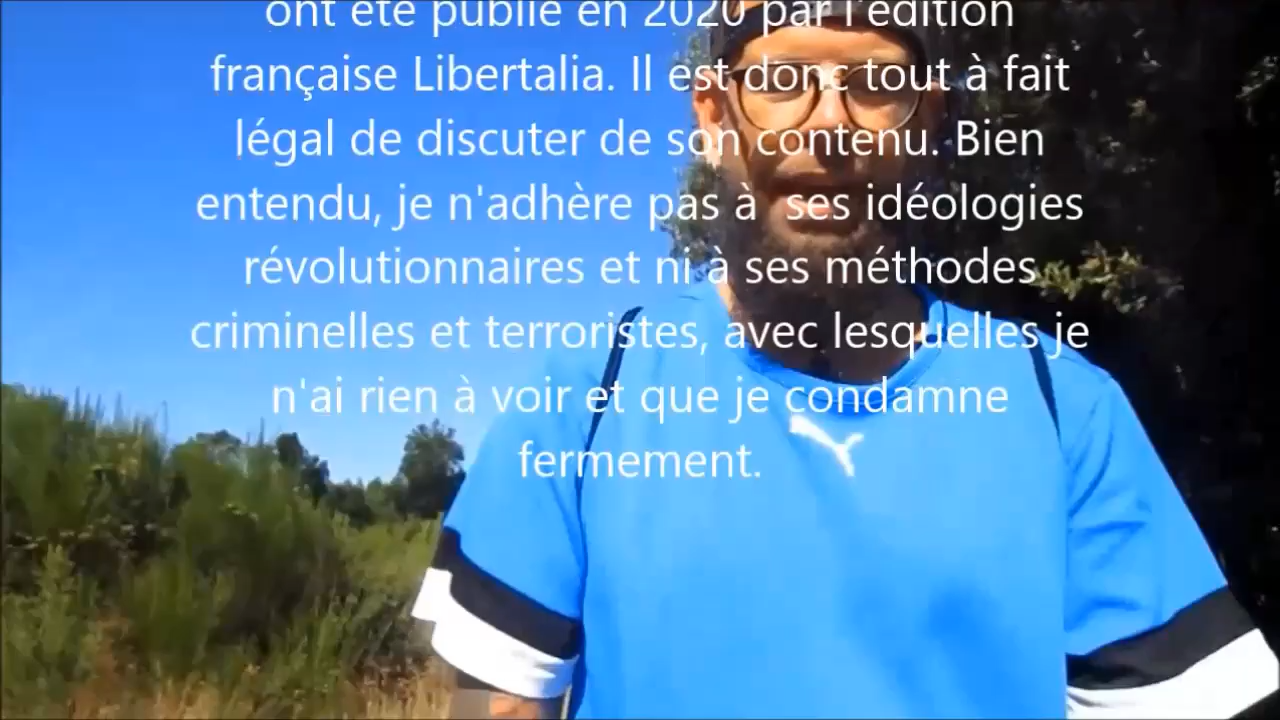 ont été publié en 2020 par l'édition
française Libertalia. Il est donc tout à fait
légal de discuter de son contenu. Bien
entendu, je n'adhère pas à  ses idéologies
révolutionnaires et ni à ses méthodes
criminelles et terroristes, avec lesquelles je
n'ai rien à voir et que je condamne
fermement.